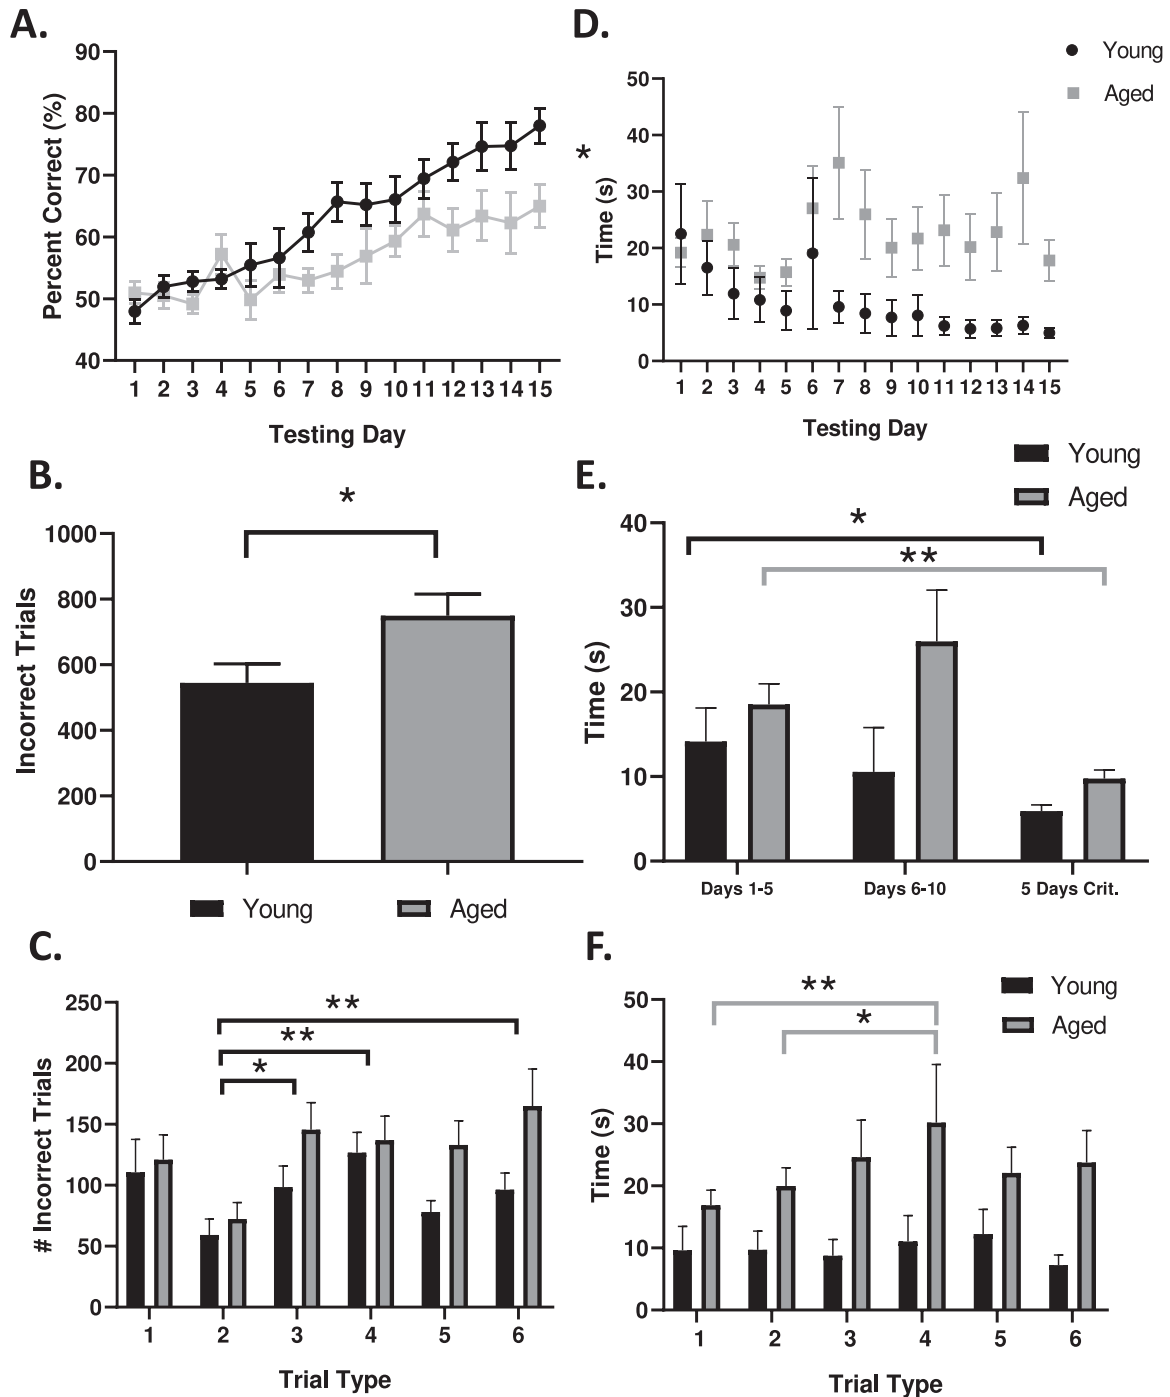 A.
90
80
70
60
50
40
Percent Correct (%)
1 2 3 4 5 6 7 8 9 10 11 12 13 14 15
Testing Day
D.
Young
Aged
50
40
30
20
10
0
*
Time (s)
1 2 3 4 5 6 7 8 9 10 11 12 13 14 15
Testing Day
B.
*
1000
800
600
400
200
0
Incorrect Trials
Young Aged
E.
Young
Aged
*
**
40
30
20
10
0
Time (s)
Days 1-5 Days 6-10 5 Days Crit.
C.
**
**
*
250
200
150
100
50
0
# Incorrect Trials
1 2 3 4 5 6
Trial Type
F.
Young
Aged
**
*
50
40
30
20
10
0
Time (s)
1 2 3 4 5 6
Trial Type